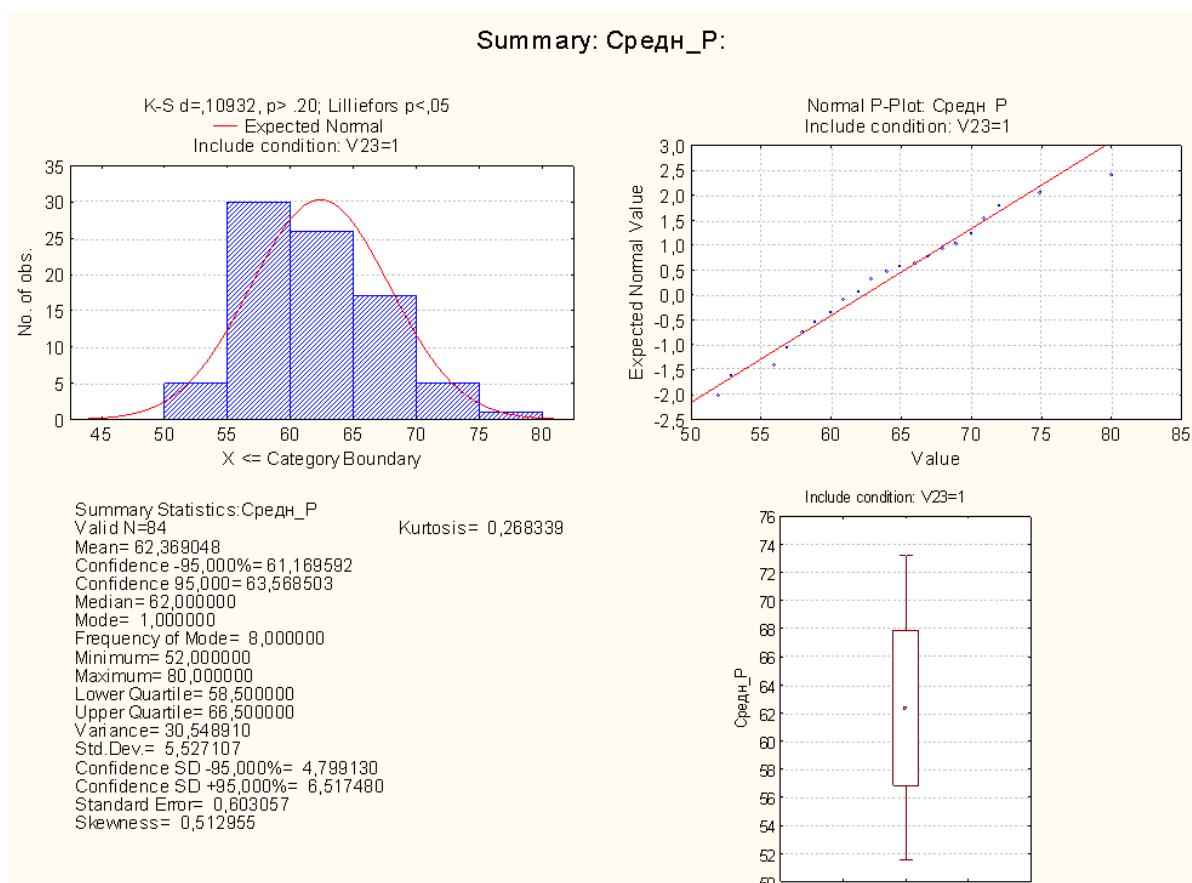 Summary: Средн_Р:
K-S d=,10932, p> .20; Lilliefors p<,05
Expected Normal
Include condition: V23=1
35
30
25
20
15
10
5
0
No. of obs.
45 50 55 60 65 70 75 80
X <= Category Boundary
Normal P-Plot: Средн_Р
Include condition: V23=1
3,0
2,5
2,0
1,5
1,0
0,5
0,0
-0,5
-1,0
-1,5
-2,0
-2,5
Expected Normal Value
50 55 60 65 70 75 80 85
Value
Summary Statistics:Средн_Р
Valid N=84
Mean= 62,369048
Confidence -95,000%= 61,169592
Confidence 95,000= 63,568503
Median= 62,000000
Mode= 1,000000
Frequency of Mode= 8,000000
Minimum= 52,000000
Maximum= 80,000000
Lower Quartile= 58,500000
Upper Quartile= 66,500000
Variance= 30,548910
Std.Dev.= 5,527107
Confidence SD -95,000%= 4,799130
Confidence SD +95,000%= 6,517480
Standard Error= 0,603057
Skewness= 0,512955
Kurtosis= 0,268339
Include condition: V23=1
76
74
72
70
68
66
64
62
60
58
56
54
52
50
Средн_Р